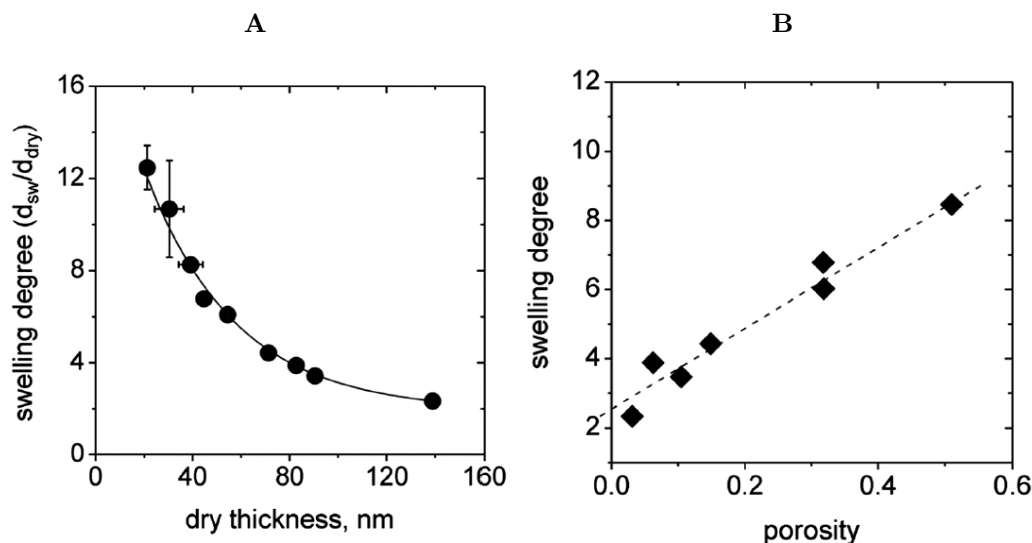 A
16
12
8
4
0
0 40 80 120 160
swelling degree (d_sw/d_dry)
dry thickness, nm
B
12
10
8
6
4
2
0.0 0.2 0.4 0.6
swelling degree
porosity